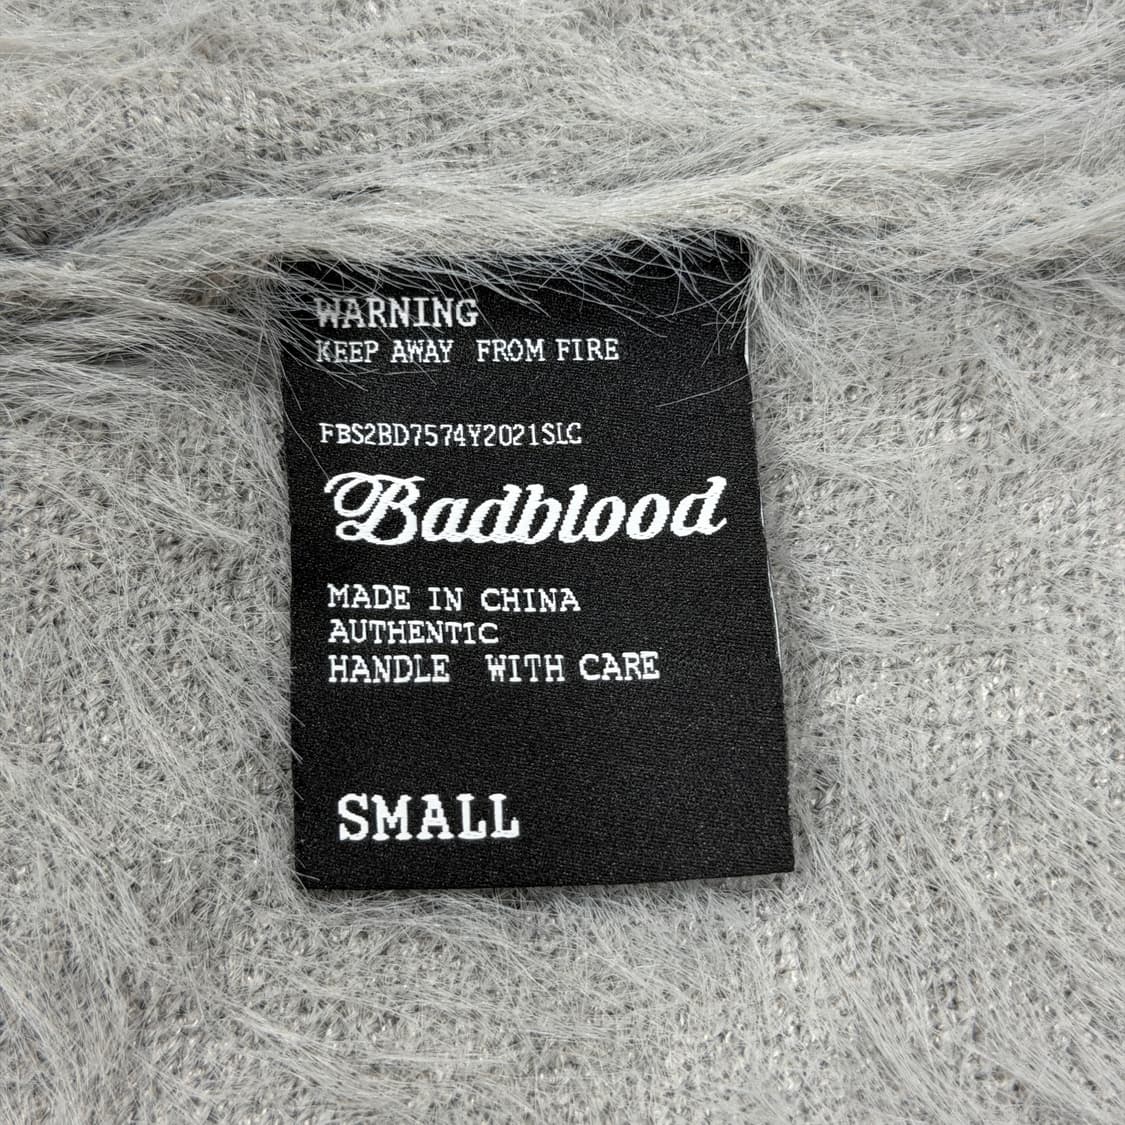 WARNING
KEEP AWAY FROM FIRE
FBS2BD7574Y2021SLC
Badblood
MADE IN CHINA
AUTHENTIC
HANDLE WITH CARE
SMALL